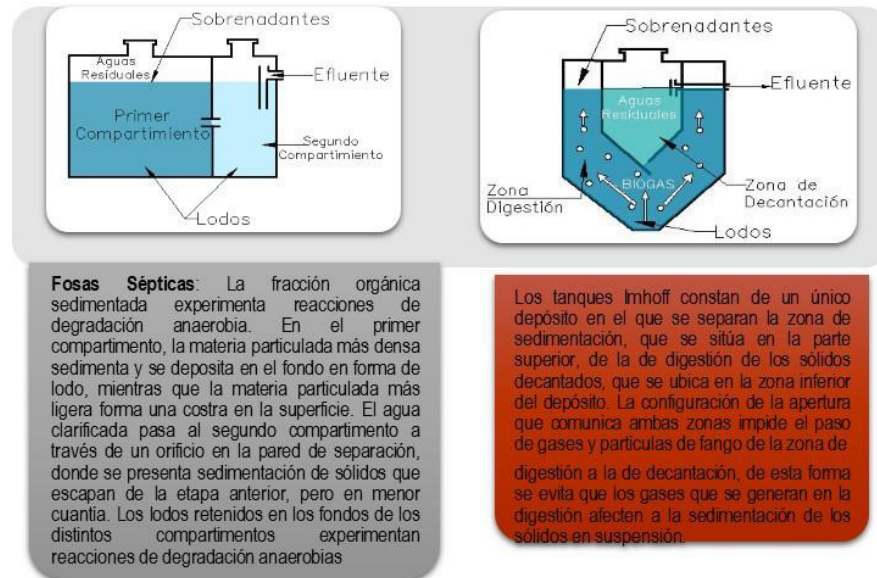 Sobrenadantes
Aguas
Residuales
Efluente
Primer
Compartimiento
Segundo
Compartimiento
Lodos
Sobrenadantes
Efluente
Aguas
Residuales
BIOGAS
Zona
Digestión
Zona de
Decantación
Lodos
Fosas Sépticas: La fracción orgánica
sedimentada experimenta reacciones de
degradación anaerobia. En el primer
compartimento, la materia particulada más densa
sedimenta y se deposita en el fondo en forma de
lodo, mientras que la materia particulada más
ligera forma una costra en la superficie. El agua
clarificada pasa al segundo compartimento a
través de un orificio en la pared de separación,
donde se presenta sedimentación de sólidos que
escapan de la etapa anterior, pero en menor
cuantía. Los lodos retenidos en los fondos de los
distintos compartimentos experimentan
reacciones de degradación anaerobias
Los tanques Imhoff constan de un único
depósito en el que se separan la zona de
sedimentación, que se sitúa en la parte
superior, de la de digestión de los sólidos
decantados, que se ubica en la zona inferior
del depósito. La configuración de la apertura
que comunica ambas zonas impide el paso
de gases y partículas de fango de la zona de
digestión a la de decantación, de esta forma
se evita que los gases que se generan en la
digestión afecten a la sedimentación de los
sólidos en suspensión.